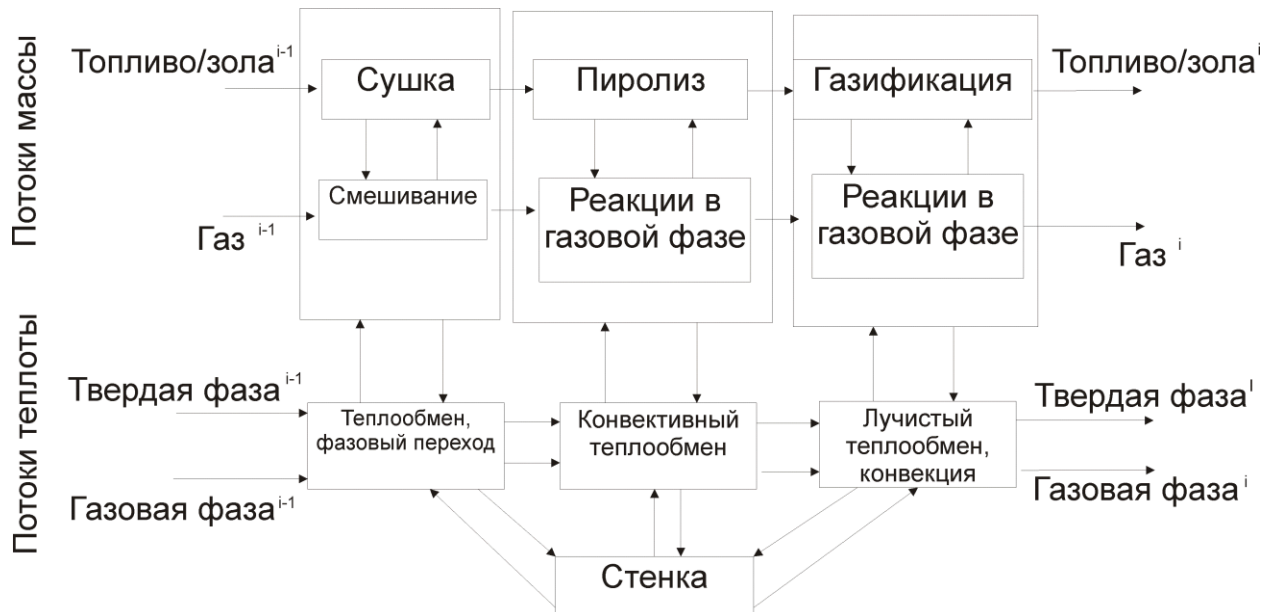 Потоки массы
Топливо/зола i-1
Сушка
Пиролиз
Газификация
Топливо/зола i
Смешивание
Реакции в
газовой фазе
Реакции в
газовой фазе
Газ i-1
Газ i
Потоки теплоты
Твердая фаза i-1
Теплообмен,
фазовый переход
Конвективный
теплообмен
Лучистый
теплообмен,
конвекция
Твердая фаза I
Газовая фаза i-1
Газовая фаза i
Стенка